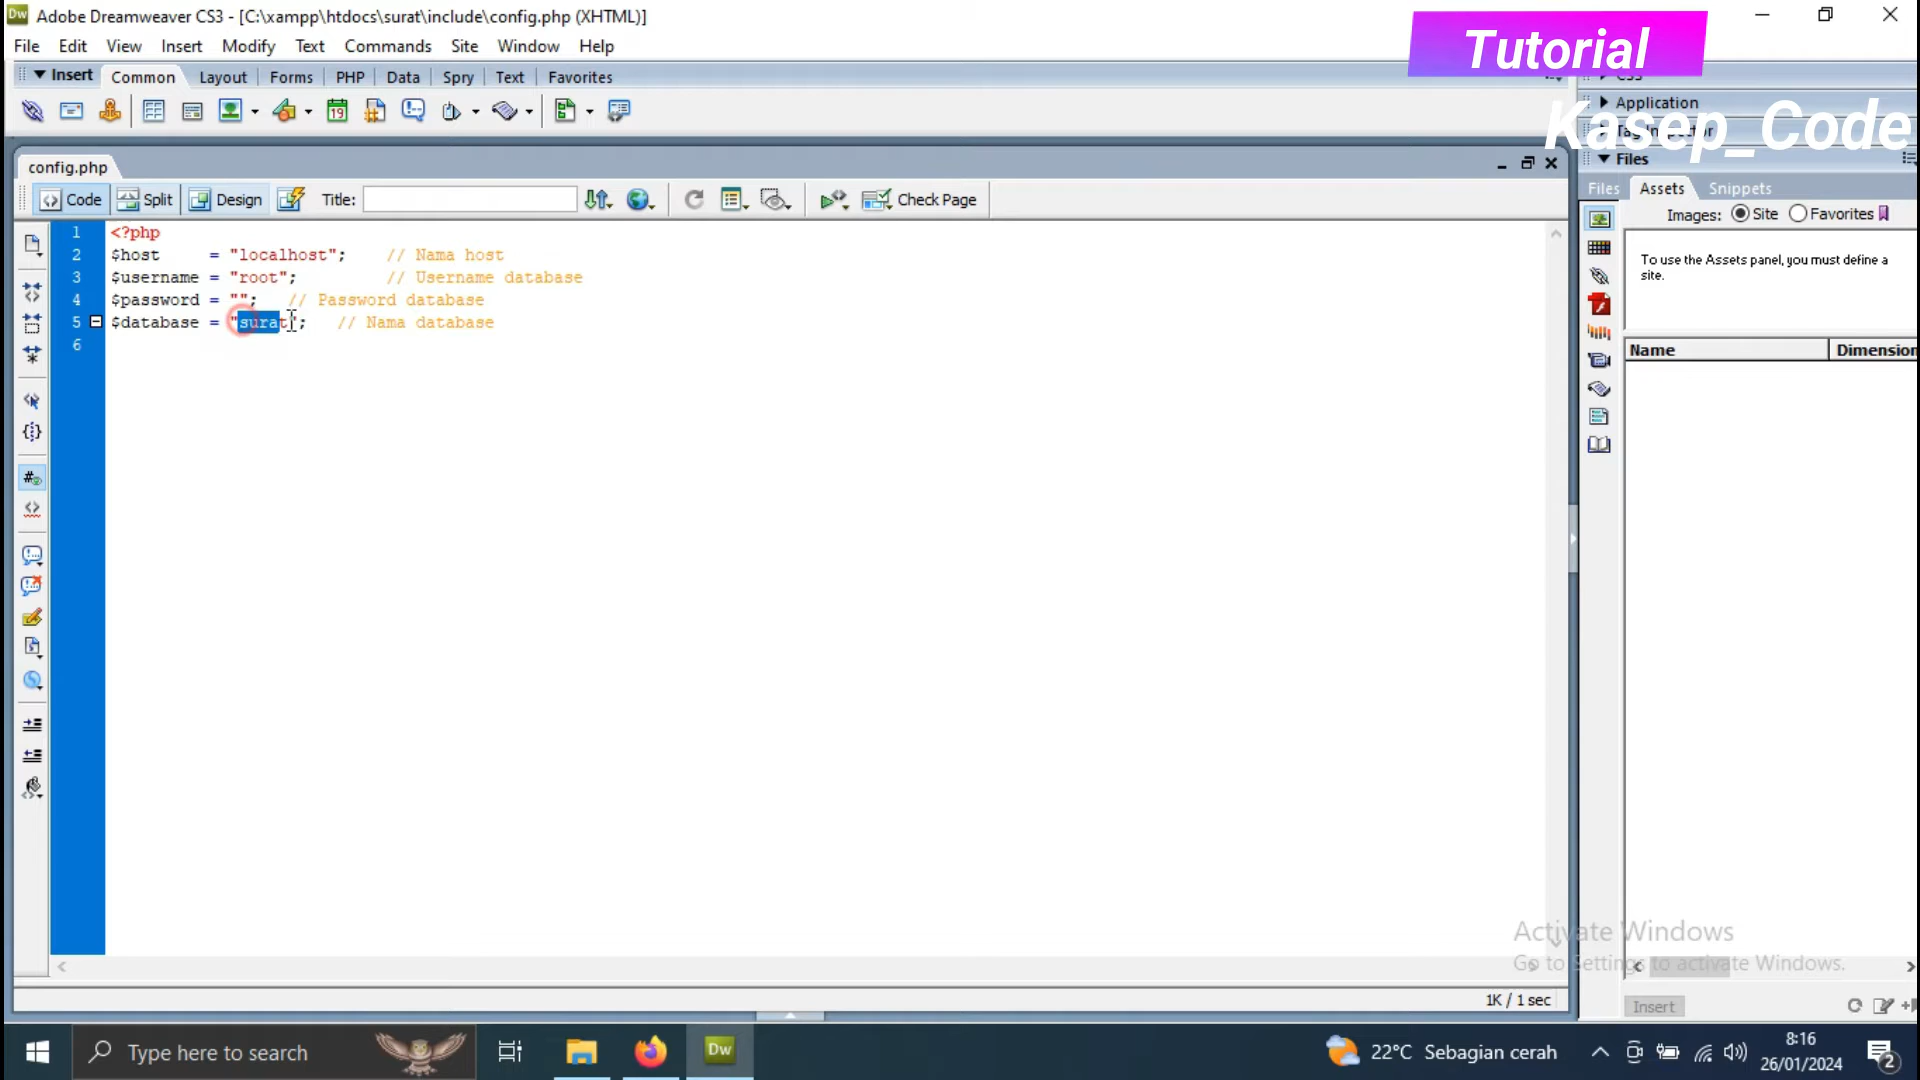 Adobe Dreamweaver CS3 - [C:\xampp\htdocs\surat\include\config.php (XHTML)]
Tutorial
File Edit View Insert Modify Text Commands Site Window Help
Insert Common Layout Forms PHP Data Spry Text Favorites
CSS
Application
Kasep_Code
Tag Inspector
Files
config.php
Files Assets Snippets
Code Split Design Title: Check Page
Images: Site Favorites
1 <?php
2 $host = "localhost"; // Nama host
3 $username = "root"; // Username database
4 $password = ""; // Password database
5 $database = "surat"; // Nama database
6
To use the Assets panel, you must define a
site.
Name Dimension
Activate Windows
Go to Settings to activate Windows.
1K / 1 sec
Insert
Type here to search
Dw
22°C Sebagian cerah
8:16
26/01/2024
2